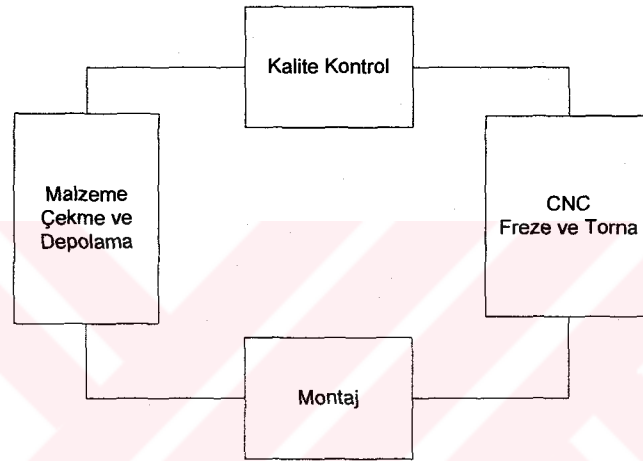 Kalite Kontrol
Malzeme
Çekme ve
Depolama
CNC
Freze ve Torna
Montaj